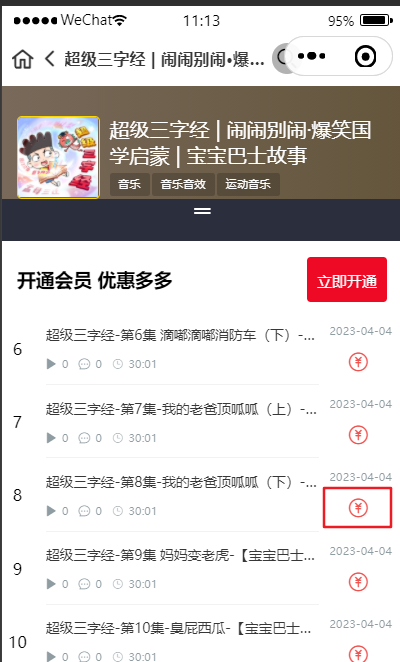 WeChat
11:13
95%
超级三字经 | 闹闹别闹•爆...
超级三字经 | 闹闹别闹·爆笑国
学启蒙 | 宝宝巴士故事
音乐
音乐音效
运动音乐
开通会员 优惠多多
立即开通
6
超级三字经-第6集 滴嘟滴嘟消防车（下）-...
2023-04-04
0
0
30:01
7
超级三字经-第7集-我的老爸顶呱呱（上）-...
2023-04-04
0
0
30:01
8
超级三字经-第8集-我的老爸顶呱呱（下）-...
2023-04-04
0
0
30:01
9
超级三字经-第9集 妈妈变老虎-【宝宝巴士...
2023-04-04
0
0
30:01
10
超级三字经-第10集-臭屁西瓜-【宝宝巴士...
2023-04-04
0
0
30:01